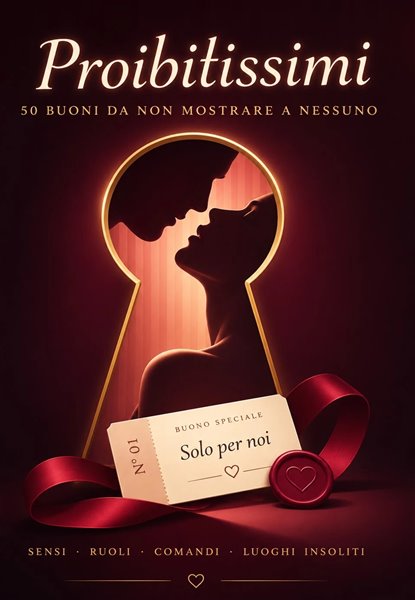 Proibitissimi
50 BUONI DA NON MOSTRARE A NESSUNO
N° 01
BUONO SPECIALE
Solo per noi
SENSI · RUOLI · COMANDI · LUOGHI INSOLITI